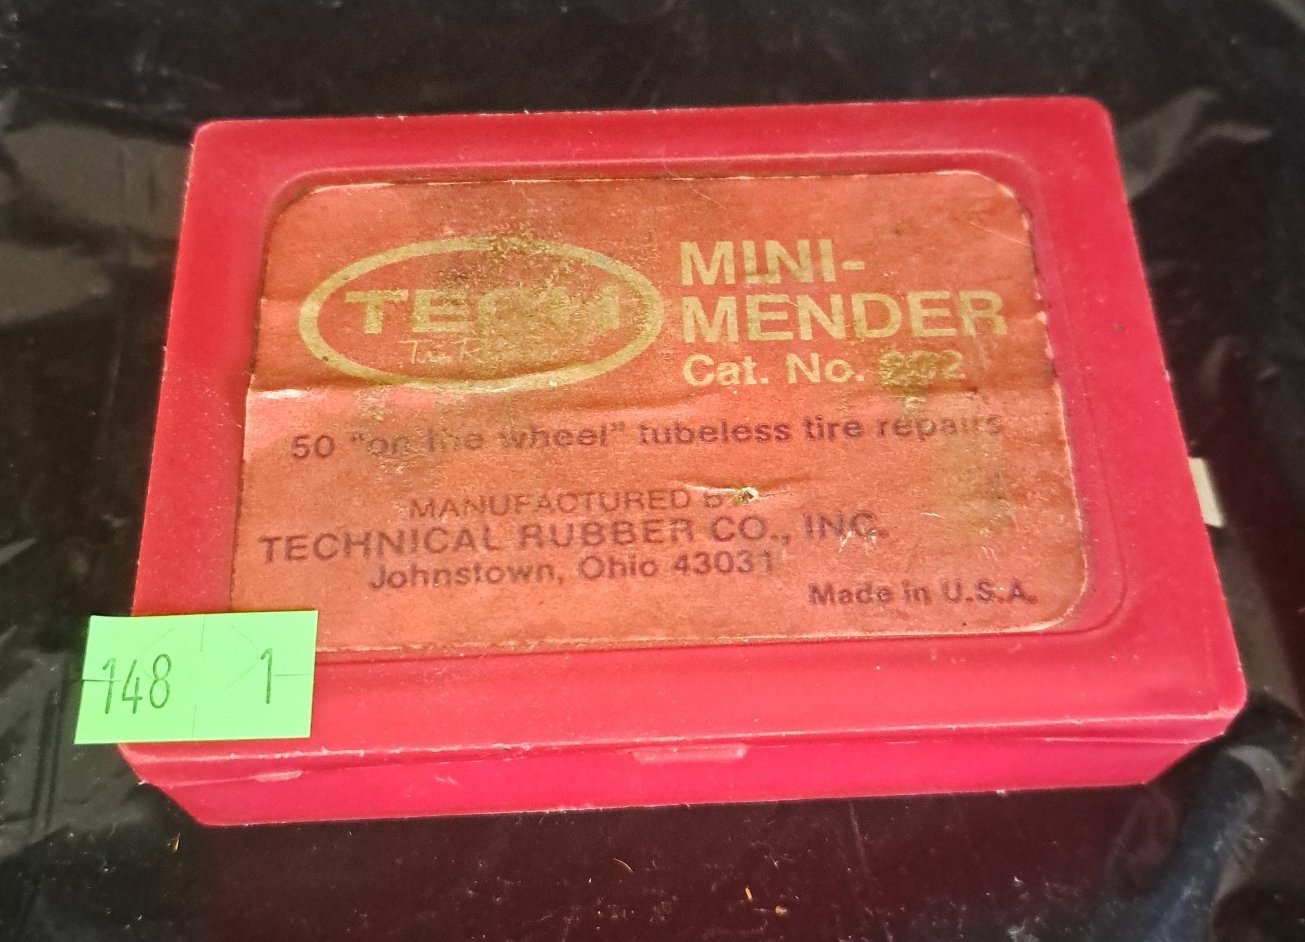 TECH
MINI-
MENDER
Cat. No.
50 "on the wheel" tubeless tire repairs
MANUFACTURED BY
TECHNICAL RUBBER CO., INC.
Johnstown, Ohio 43031
Made in U.S.A.
148 1